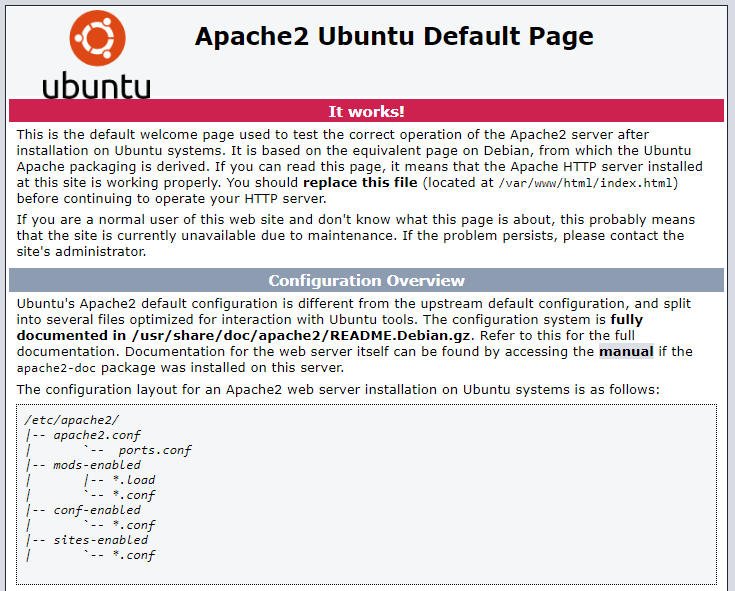 ubuntu
Apache2 Ubuntu Default Page
It works!
This is the default welcome page used to test the correct operation of the Apache2 server after
installation on Ubuntu systems. It is based on the equivalent page on Debian, from which the Ubuntu
Apache packaging is derived. If you can read this page, it means that the Apache HTTP server installed
at this site is working properly. You should replace this file (located at /var/www/html/index.html)
before continuing to operate your HTTP server.
If you are a normal user of this web site and don't know what this page is about, this probably means
that the site is currently unavailable due to maintenance. If the problem persists, please contact the
site's administrator.
Configuration Overview
Ubuntu's Apache2 default configuration is different from the upstream default configuration, and split
into several files optimized for interaction with Ubuntu tools. The configuration system is fully
documented in /usr/share/doc/apache2/README.Debian.gz. Refer to this for the full
documentation. Documentation for the web server itself can be found by accessing the manual if the
apache2-doc package was installed on this server.
The configuration layout for an Apache2 web server installation on Ubuntu systems is as follows:
/etc/apache2/
|-- apache2.conf
|       `--  ports.conf
|-- mods-enabled
|       |-- *.load
|       `-- *.conf
|-- conf-enabled
|       `-- *.conf
|-- sites-enabled
|       `-- *.conf